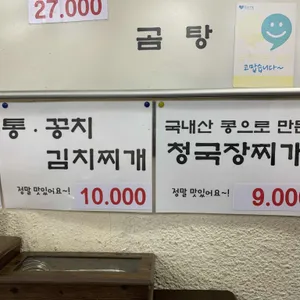 27.000
곰탕
고맙습니다~
통·꽁치
김치찌개
정말 맛있어요~!
10.000
국내산 콩으로 만든
청국장찌개
정말 맛있어요~!
9.000